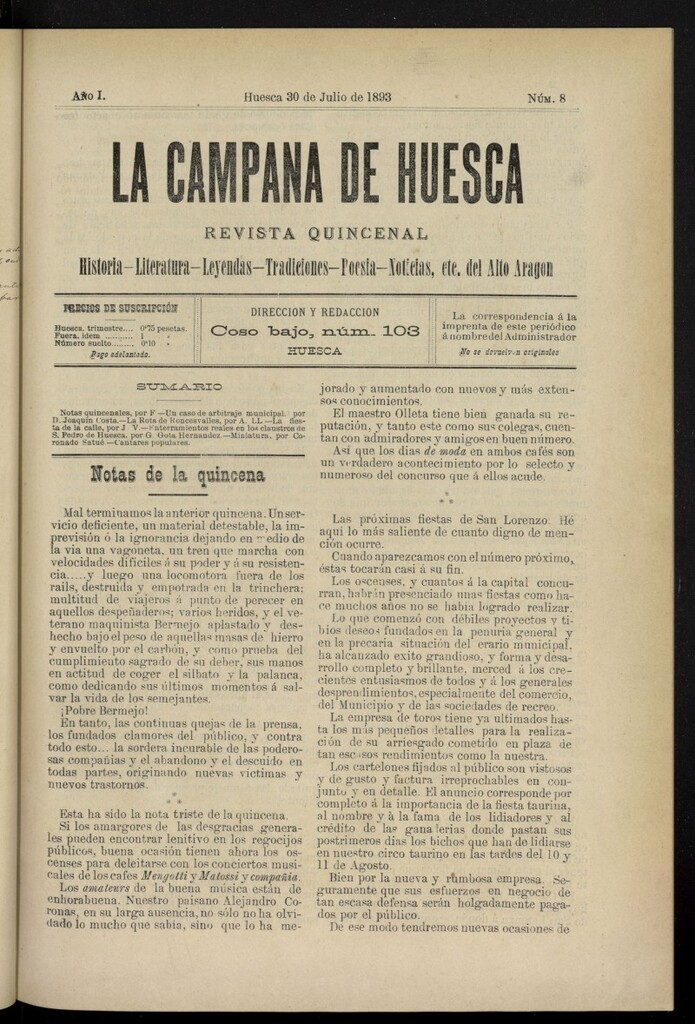 Año I.
Huesca 30 de Julio de 1893
NÚM. 8
LA CAMPANA DE HUESCA
REVISTA QUINCENAL
Historia—Literatura—Leyendas—Tradiciones—Poesía—Noticias, etc. del Alto Aragon
PRECIOS DE SUSCRIPCIÓN
Huesca, trimestre.... 0'75 pesetas.
Fuera, idem .......... 1 »
Número suelto........ 0'10 »
Pago adelantado.
DIRECCION Y REDACCION
Coso bajo, núm. 103
HUESCA
La correspondencia á la
imprenta de este periódico
á nombre del Administrador
No se devuelven originales
SUMARIO
Notas quincenales, por F —Un caso de arbitraje municipal. por
D. Joaquín Costa.—La Rota de Roncesvalles, por A. LL —La fies-
ta de la calle, por J V —Enterramientos reales en los claustros de
S. Pedro de Huesca. por G. Gota Hernandez.—Miniatura, por Co-
ronado Satué —Cantares populares.
Notas de la quincena
Mal terminamos la anterior quincena. Un ser-
vicio deficiente, un material detestable, la im-
previsión ó la ignorancia dejando en medio de
la via una vagoneta, un tren que marcha con
velocidades difíciles á su poder y á su resisten-
cia.....y luego una locomotora fuera de los
rails, destruida y empotrada en la trinchera;
multitud de viajeros á punto de perecer en
aquellos despeñaderos; varios heridos, y el ve-
terano maquinista Bermejo aplastado y des-
hecho bajo el peso de aquellas masas de hierro
y envuelto por el carbón, y como prueba del
cumplimiento sagrado de su deber, sus manos
en actitud de coger el silbato y la palanca,
como dedicando sus últimos momentos á sal-
var la vida de los semejantes.
¡Pobre Bermejo!
En tanto, las continuas quejas de la prensa,
los fundados clamores del público, y contra
todo esto... la sordera incurable de las podero-
sas compañias y el abandono y el descuido en
todas partes, originando nuevas víctimas y
nuevos trastornos.
* * *
Esta ha sido la nota triste de la quincena.
Si los amargores de las desgracias genera-
les pueden encontrar lenitivo en los regocijos
públicos, buena ocasión tienen ahora los os-
censes para deleitarse con los conciertos musi-
cales de los cafés Mengotti y Matossi y compañia.
Los amateurs de la buena música están de
enhorabuena. Nuestro paisano Alejandro Co-
ronas, en su larga ausencia, no sólo no ha olvi-
dado lo mucho que sabía, sino que lo ha me-
jorado y aumentado con nuevos y más exten-
sos conocimientos.
El maestro Olleta tiene bien ganada su re-
putación, y tanto este como sus colegas, cuen-
tan con admiradores y amigos en buen número.
Así que los dias de moda en ambos cafés son
un verdadero acontecimiento por lo selecto y
numeroso del concurso que á ellos acude.
* * *
Las próximas fiestas de San Lorenzo: Hé
aquí lo más saliente de cuanto digno de men-
ción ocurre.
Cuando aparezcamos con el número próximo,
éstas tocarán casi á su fin.
Los oscenses, y cuantos á la capital concu-
rran, habrán presenciado unas fiestas como ha-
ce muchos años no se había logrado realizar.
Lo que comenzó con débiles proyectos y ti-
bios deseos fundados en la penuria general y
en la precaria situación del erario municipal,
ha alcanzado exito grandioso, y forma y desa-
rrollo completo y brillante, merced á los cre-
cientes entusiasmos de todos y á los generales
desprendimientos, especialmente del comercio,
del Municipio y de las sociedades de recreo.
La empresa de toros tiene ya ultimados has-
ta los más pequeños detalles para la realiza-
ción de su arriesgado cometido en plaza de
tan escasos rendimientos como la nuestra.
Los cartelones fijados al público son vistosos
y de gusto y factura irreprochables en con-
junto y en detalle. El anuncio corresponde por
completo á la importancia de la fiesta taurina,
al nombre y á la fama de los lidiadores y al
crédito de las ganaderias donde pastan sus
postrimeros dias los bichos que han de lidiarse
en nuestro circo taurino en las tardes del 10 y
11 de Agosto.
Bien por la nueva y rumbosa empresa. Se-
guramente que sus esfuerzos en negocio de
tan escasa defensa serán holgadamente paga-
dos por el público.
De ese modo tendremos nuevas ocasiones de